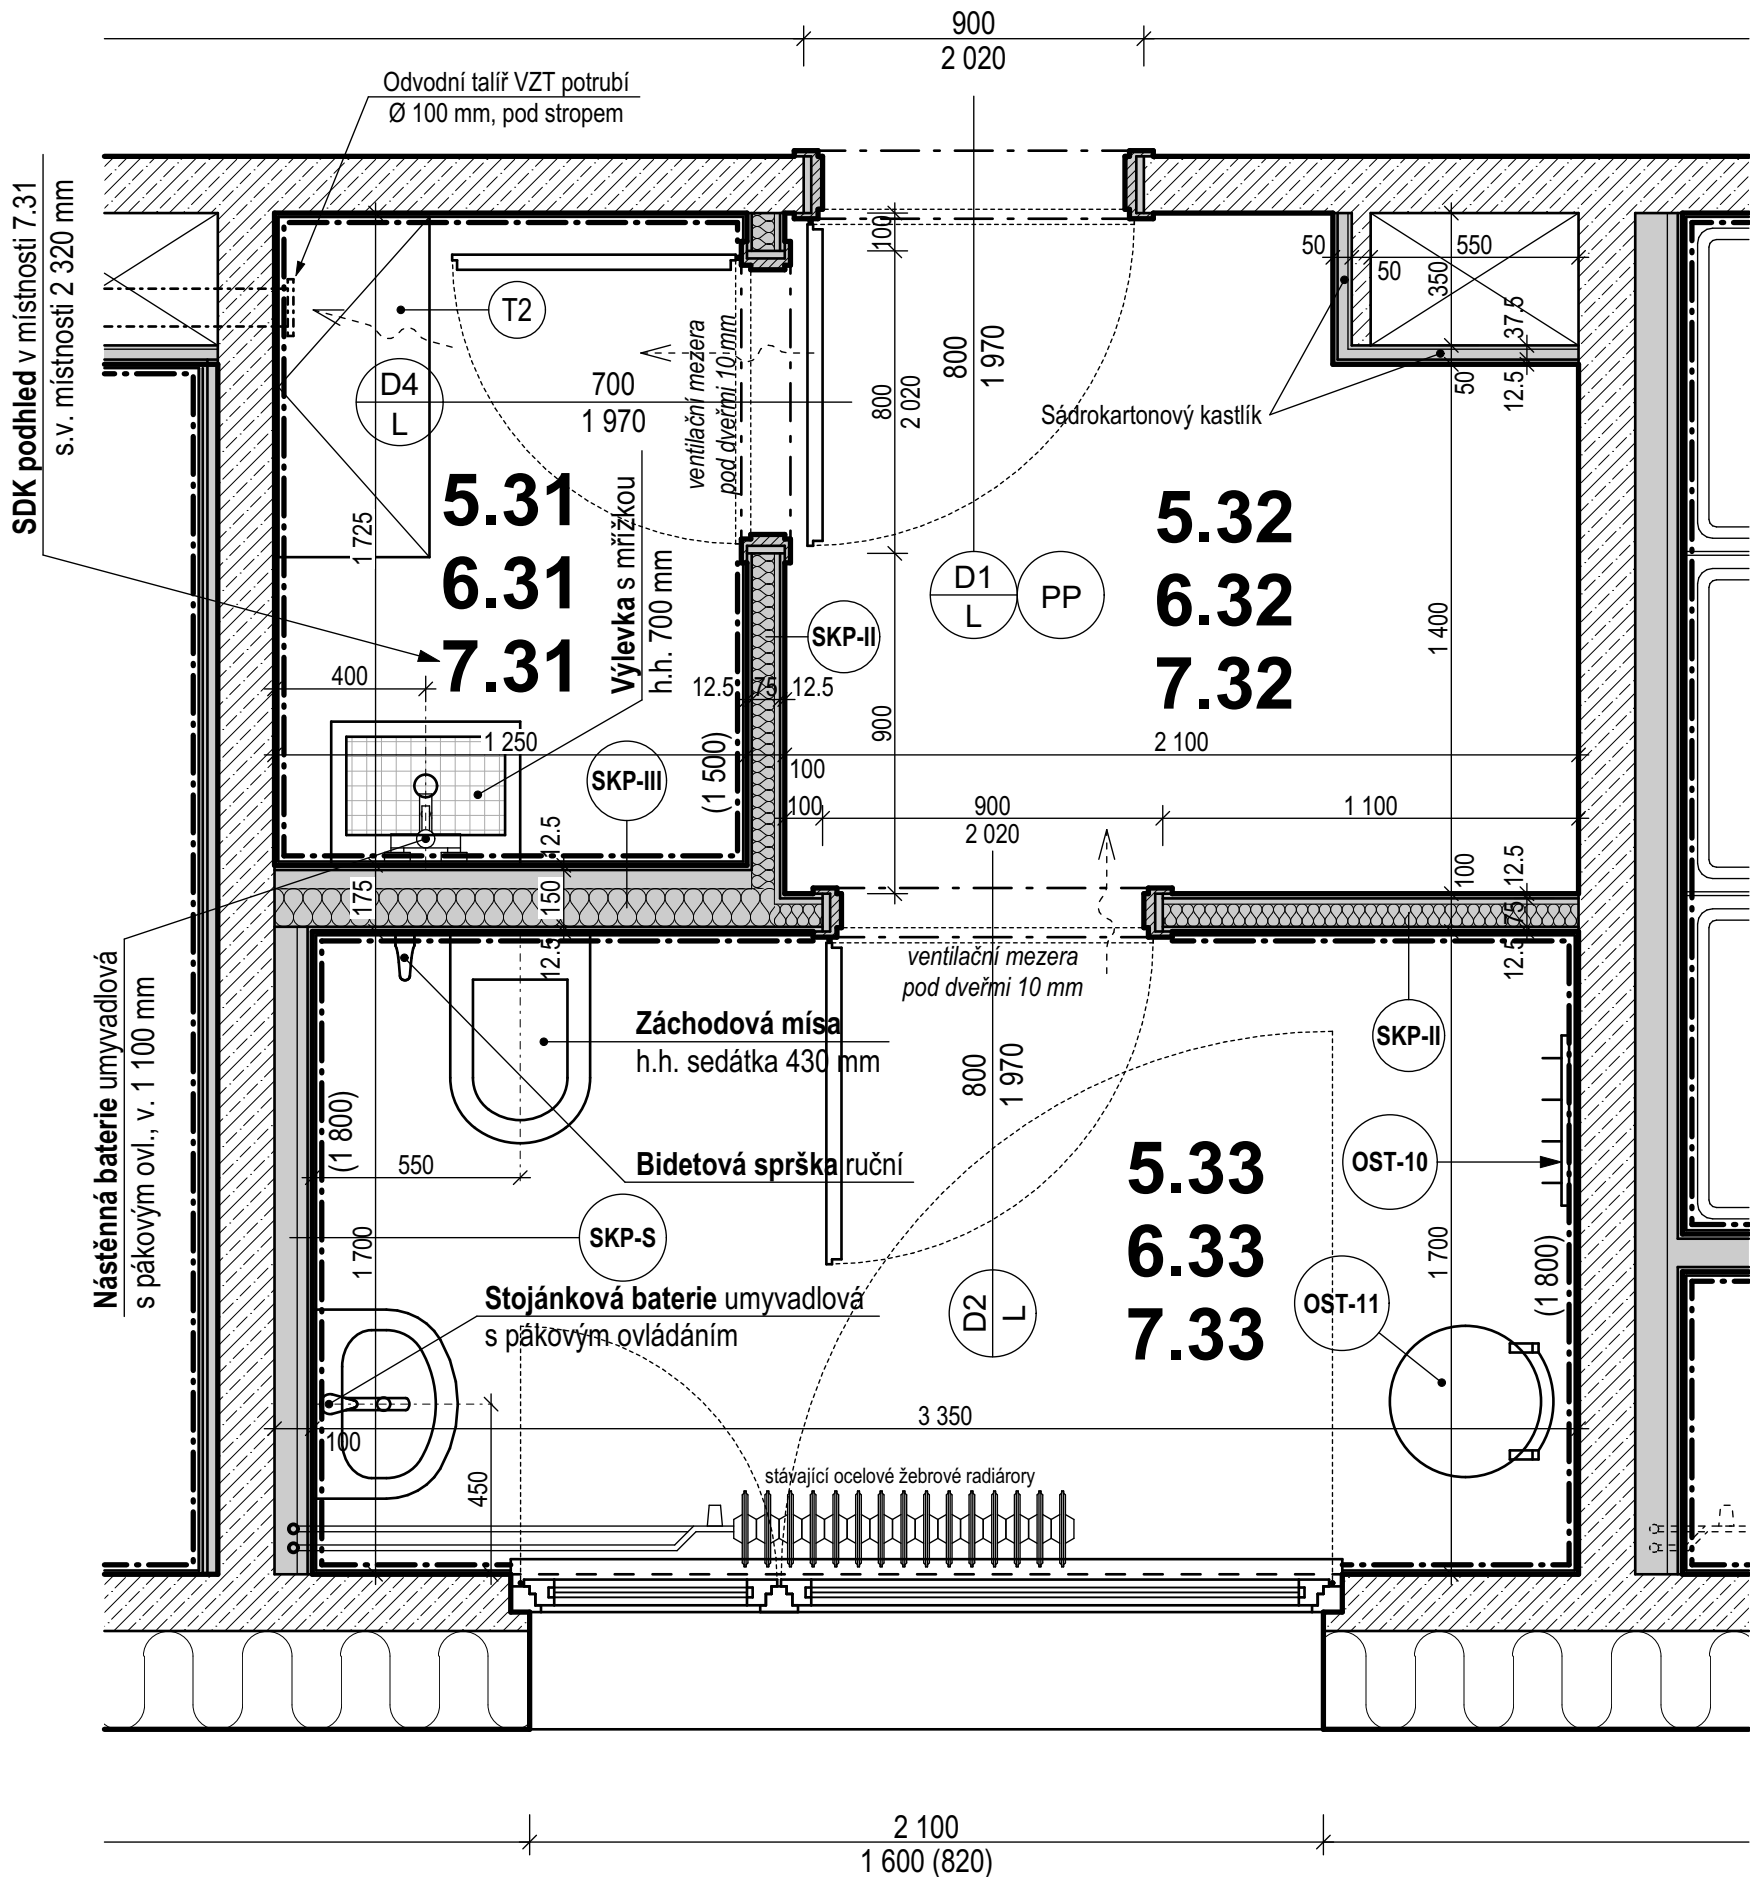 900
2 020
Odvodní talíř VZT potrubí
Ø 100 mm, pod stropem
SDK podhled v místnosti 7.31
s.v. místnosti 2 320 mm
T2
D4
L
700
1 970
ventilační mezera
pod dveřmi 10 mm
100
800
2 020
800
1 970
50
50
550
350
37.5
50
12.5
Sádrokartonový kastlík
1 725
5.31
6.31
7.31
Výlevka s mřížkou
h.h. 700 mm
5.32
6.32
7.32
D1
L
PP
SKP-II
1 400
400
12.5
75
12.5
900
1 250
(1 500)
2 100
100
SKP-III
100
900
2 020
1 100
12.5
175
150
12.5
100
12.5
75
12.5
ventilační mezera
pod dveřmi 10 mm
Nástěnná baterie umyvadlová
s pákovým ovl., v. 1 100 mm
Záchodová mísa
h.h. sedátka 430 mm
800
1 970
SKP-II
(1 800)
550
Bidetová sprška ruční
5.33
6.33
7.33
OST-10
SKP-S
1 700
1 700
(1 800)
Stojánková baterie umyvadlová
s pákovým ovládáním
D2
L
OST-11
3 350
100
450
stávající ocelové žebrové radiárory
2 100
1 600 (820)